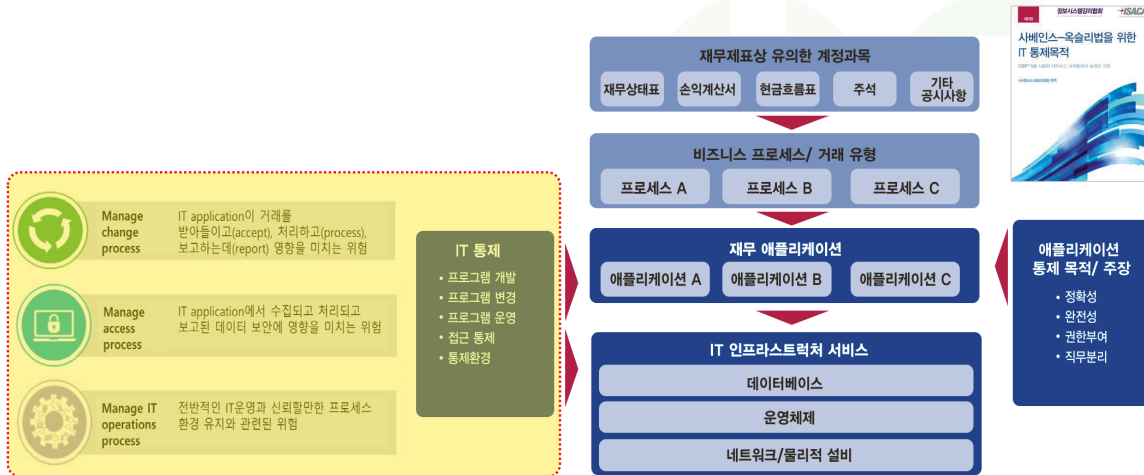 정보시스템감리협회
ISACA
사베인스-옥슬리법을 위한
IT 통제목적
재무제표상 유의한 계정과목
재무상태표
손익계산서
현금흐름표
주석
기타
공시사항
비즈니스 프로세스/ 거래 유형
프로세스 A
프로세스 B
프로세스 C
Manage
change
process
IT application이 거래를
받아들이고(accept), 처리하고(process),
보고하는데(report) 영향을 미치는 위험
Manage
access
process
IT application에서 수집되고 처리되고
보고된 데이터 보안에 영향을 미치는 위험
Manage IT
operations
process
전반적인 IT운영과 신뢰할만한 프로세스
환경 유지와 관련된 위험
IT 통제
• 프로그램 개발
• 프로그램 변경
• 프로그램 운영
• 접근 통제
• 통제환경
재무 애플리케이션
애플리케이션 A
애플리케이션 B
애플리케이션 C
IT 인프라스트럭처 서비스
데이터베이스
운영체제
네트워크/물리적 설비
애플리케이션
통제 목적/ 주장
• 정확성
• 완전성
• 권한부여
• 직무분리